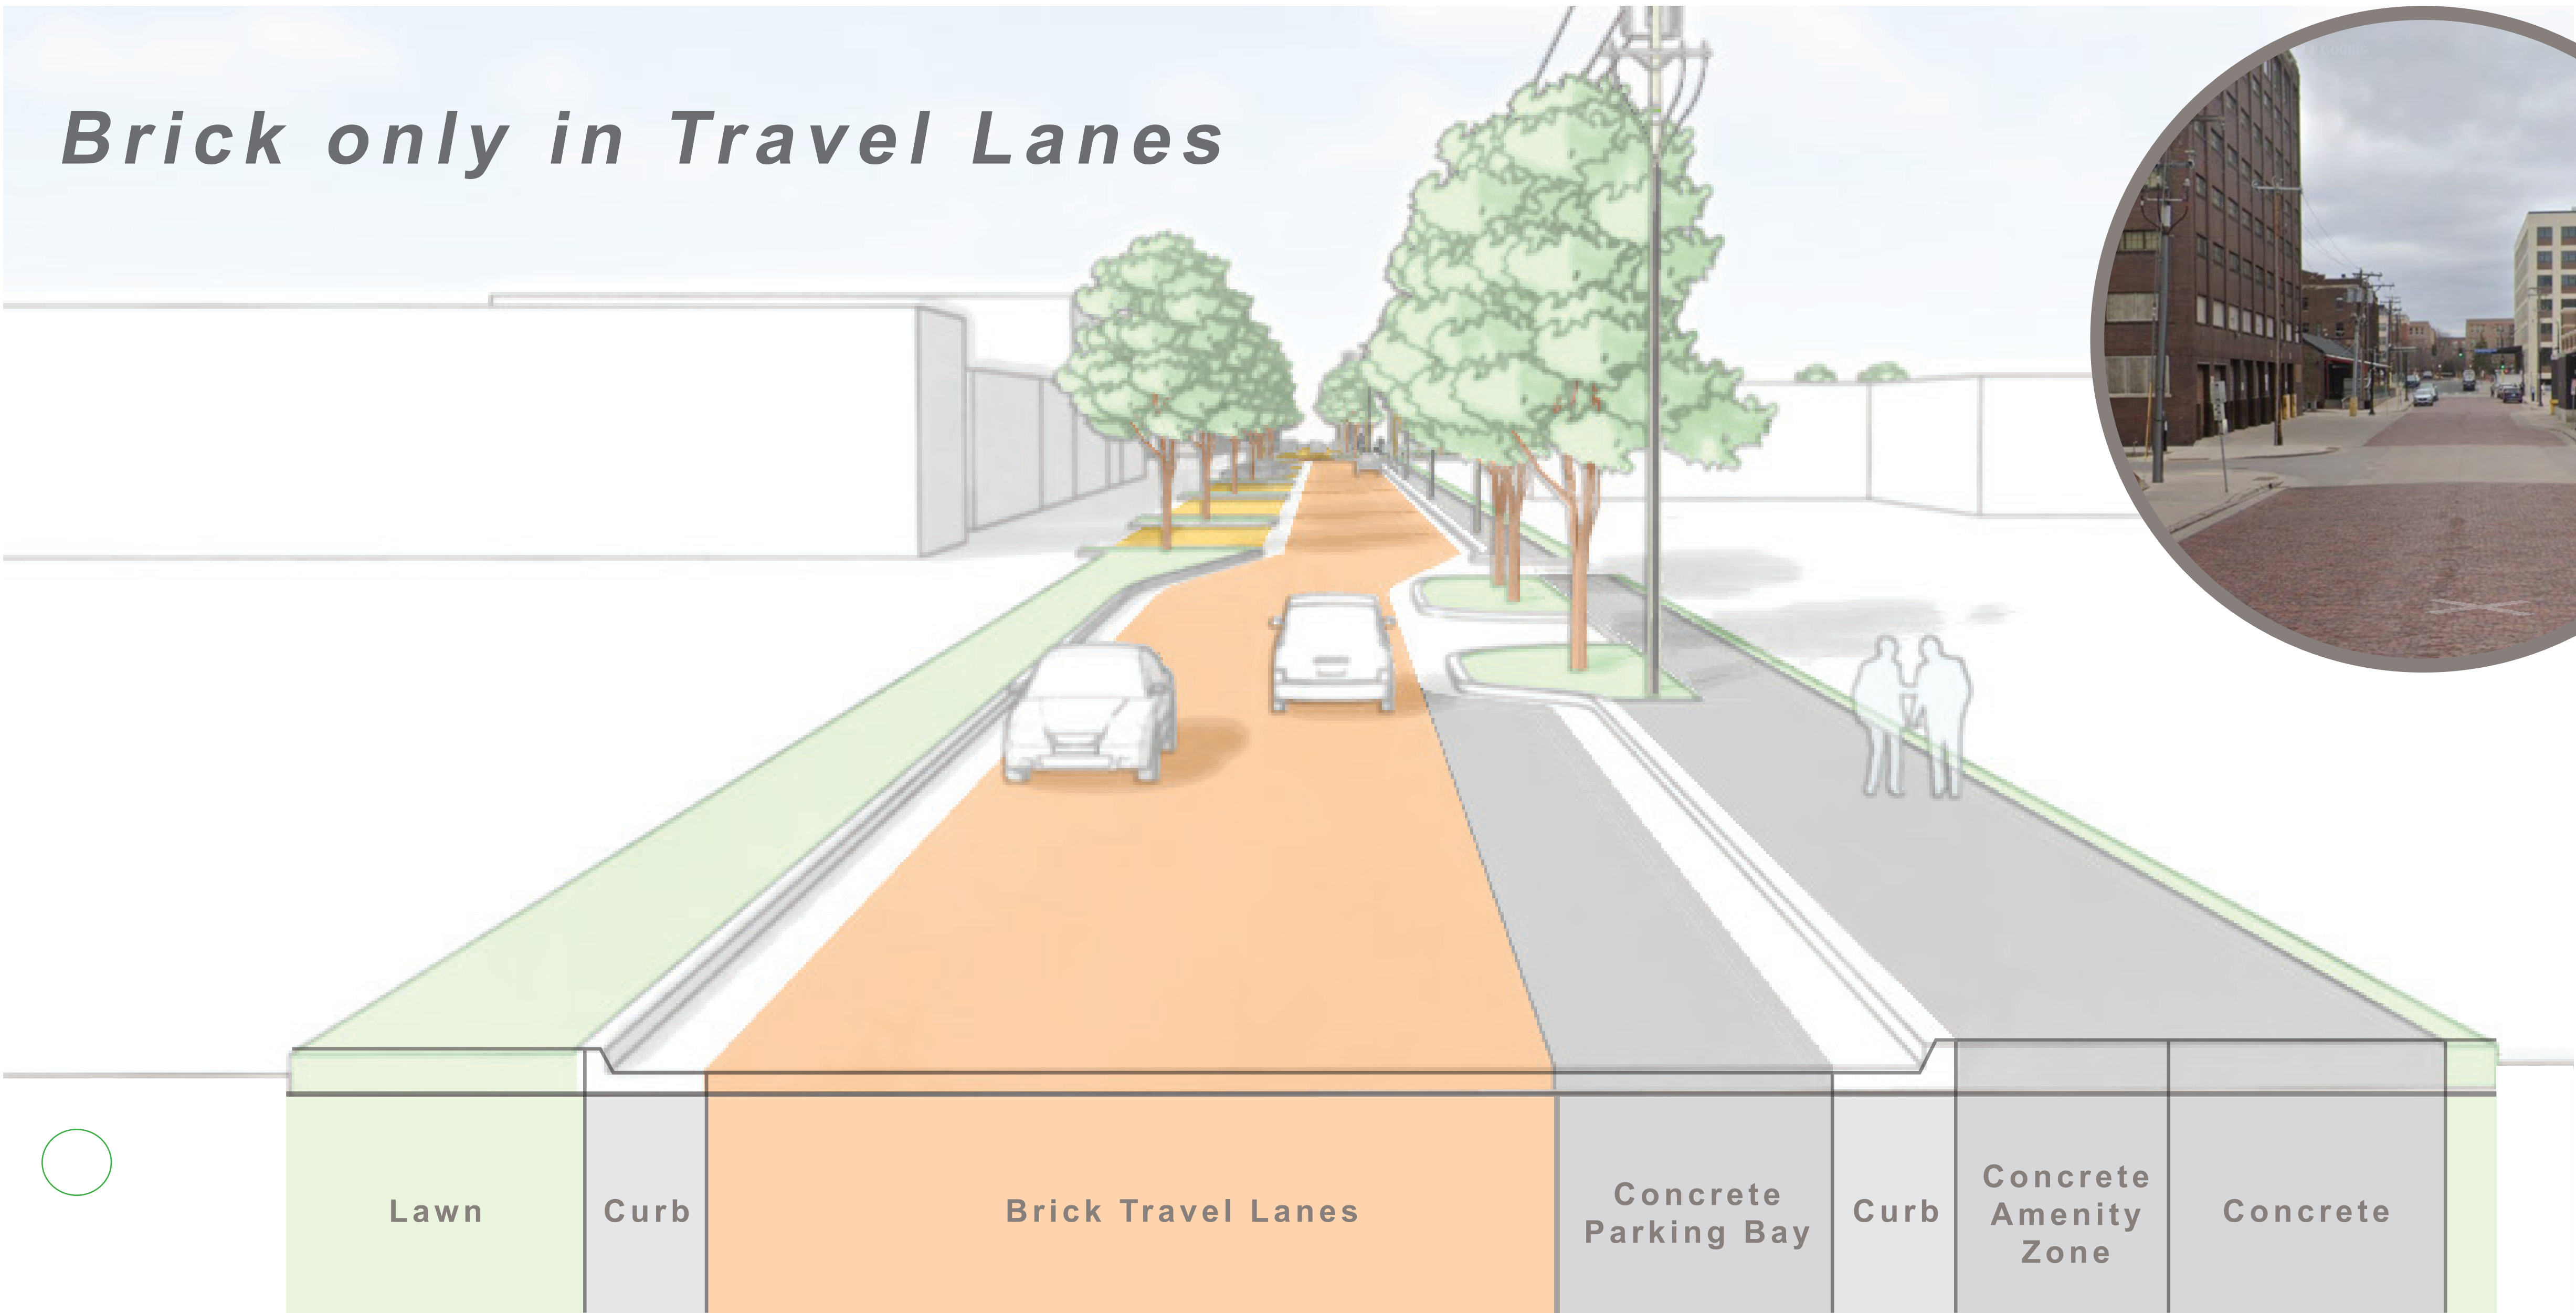 Brick only in Travel Lanes
Lawn
Curb
Brick Travel Lanes
Concrete
Parking Bay
Curb
Concrete
Amenity
Zone
Concrete